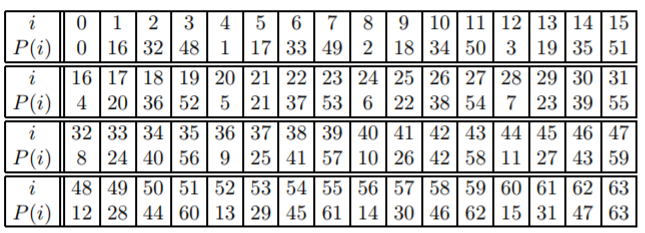 i 0 1 2 3 4 5 6 7 8 9 10 11 12 13 14 15
P(i) 0 16 32 48 1 17 33 49 2 18 34 50 3 19 35 51
i 16 17 18 19 20 21 22 23 24 25 26 27 28 29 30 31
P(i) 4 20 36 52 5 21 37 53 6 22 38 54 7 23 39 55
i 32 33 34 35 36 37 38 39 40 41 42 43 44 45 46 47
P(i) 8 24 40 56 9 25 41 57 10 26 42 58 11 27 43 59
i 48 49 50 51 52 53 54 55 56 57 58 59 60 61 62 63
P(i) 12 28 44 60 13 29 45 61 14 30 46 62 15 31 47 63